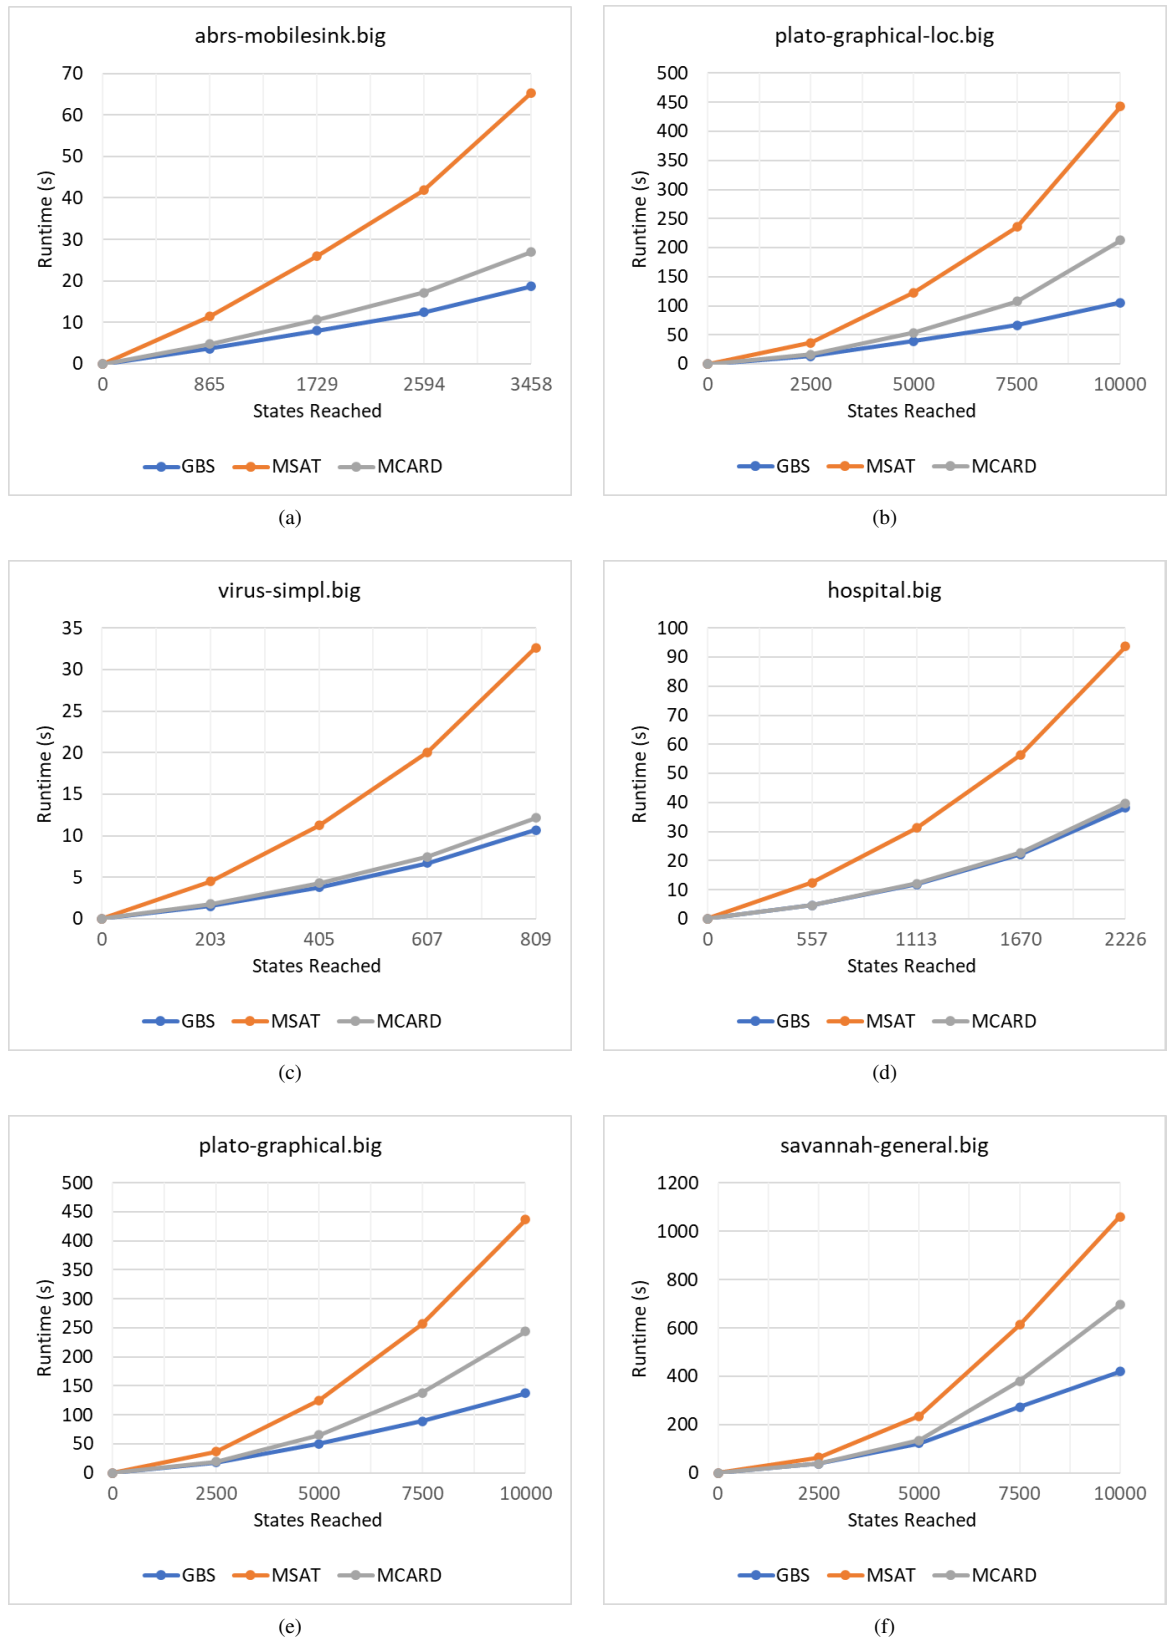 abrs-mobilesink.big
70
60
50
40
30
20
10
0
Runtime (s)
0 865 1729 2594 3458
States Reached
GBS MSAT MCARD
(a)
plato-graphical-loc.big
500
450
400
350
300
250
200
150
100
50
0
Runtime (s)
0 2500 5000 7500 10000
States Reached
GBS MSAT MCARD
(b)
virus-simpl.big
35
30
25
20
15
10
5
0
Runtime (s)
0 203 405 607 809
States Reached
GBS MSAT MCARD
(c)
hospital.big
100
90
80
70
60
50
40
30
20
10
0
Runtime (s)
0 557 1113 1670 2226
States Reached
GBS MSAT MCARD
(d)
plato-graphical.big
500
450
400
350
300
250
200
150
100
50
0
Runtime (s)
0 2500 5000 7500 10000
States Reached
GBS MSAT MCARD
(e)
savannah-general.big
1200
1000
800
600
400
200
0
Runtime (s)
0 2500 5000 7500 10000
States Reached
GBS MSAT MCARD
(f)